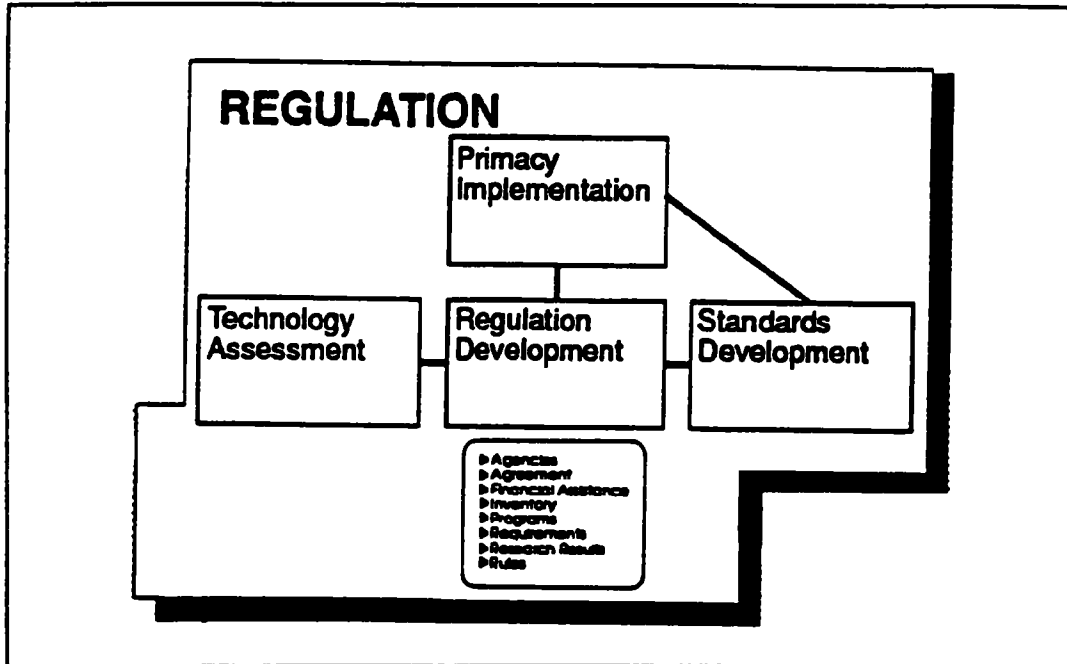 REGULATION
Primacy
Implementation
Technology
Assessment
Regulation
Development
Standards
Development
Agencies
Agreement
Financial Assistance
Inventory
Programs
Requirements
Research Results
Rules